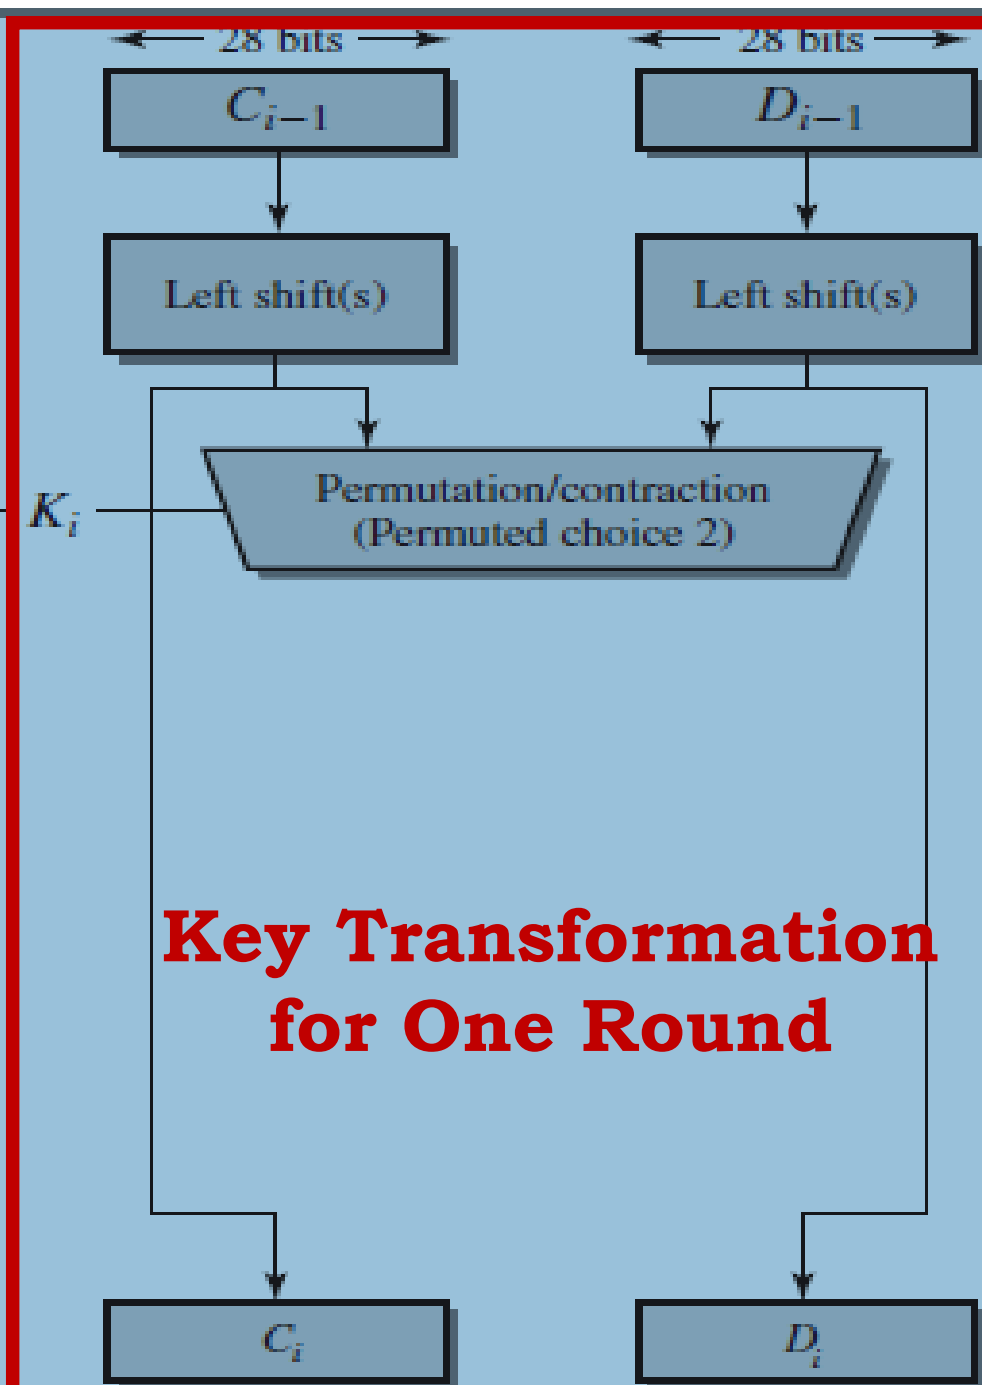 28 bits 28 bits
C_{i-1} D_{i-1}
Left shift(s) Left shift(s)
Permutation/contraction
(Permuted choice 2)
K_i
Key Transformation
for One Round
C_i D_i